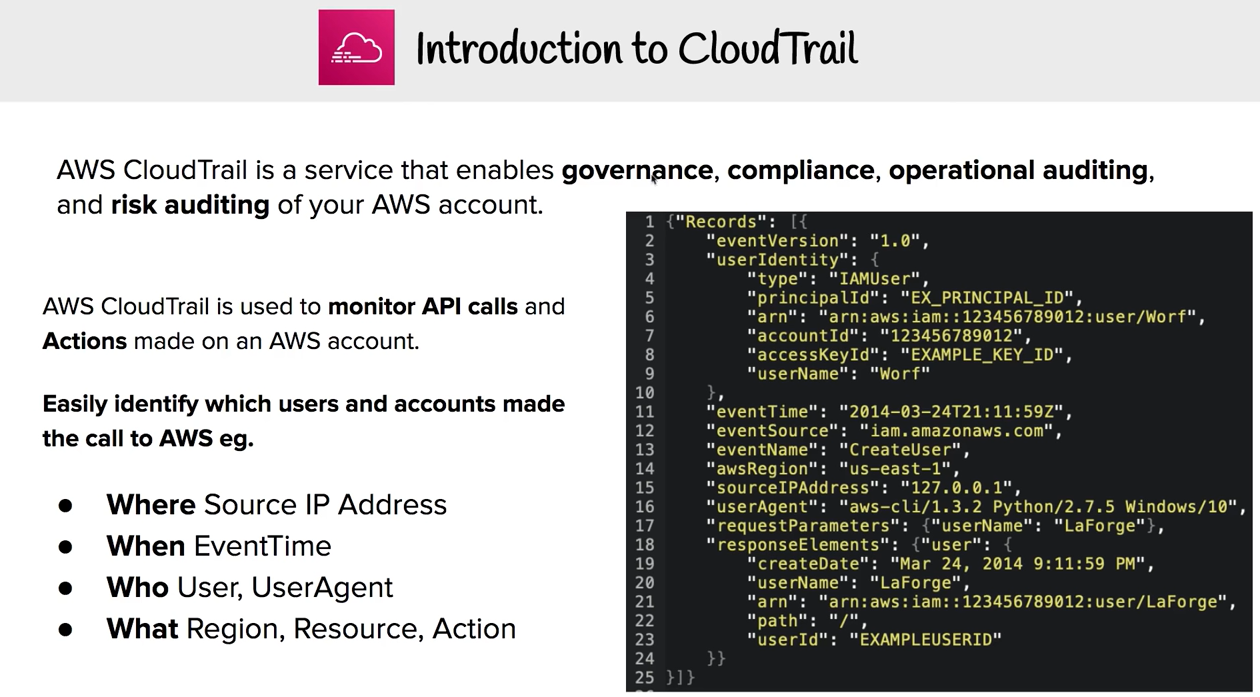 Introduction to CloudTrail
AWS CloudTrail is a service that enables governance, compliance, operational auditing,
and risk auditing of your AWS account.
AWS CloudTrail is used to monitor API calls and
Actions made on an AWS account.
Easily identify which users and accounts made
the call to AWS eg.
● Where Source IP Address
● When EventTime
● Who User, UserAgent
● What Region, Resource, Action
1 {"Records": [{
2 "eventVersion": "1.0",
3 "userIdentity": {
4 "type": "IAMUser",
5 "principalId": "EX_PRINCIPAL_ID",
6 "arn": "arn:aws:iam::123456789012:user/Worf",
7 "accountId": "123456789012",
8 "accessKeyId": "EXAMPLE_KEY_ID",
9 "userName": "Worf"
10 },
11 "eventTime": "2014-03-24T21:11:59Z",
12 "eventSource": "iam.amazonaws.com",
13 "eventName": "CreateUser",
14 "awsRegion": "us-east-1",
15 "sourceIPAddress": "127.0.0.1",
16 "userAgent": "aws-cli/1.3.2 Python/2.7.5 Windows/10",
17 "requestParameters": {"userName": "LaForge"},
18 "responseElements": {"user": {
19 "createDate": "Mar 24, 2014 9:11:59 PM",
20 "userName": "LaForge",
21 "arn": "arn:aws:iam::123456789012:user/LaForge",
22 "path": "/",
23 "userId": "EXAMPLEUSERID"
24 }}
25 }]}